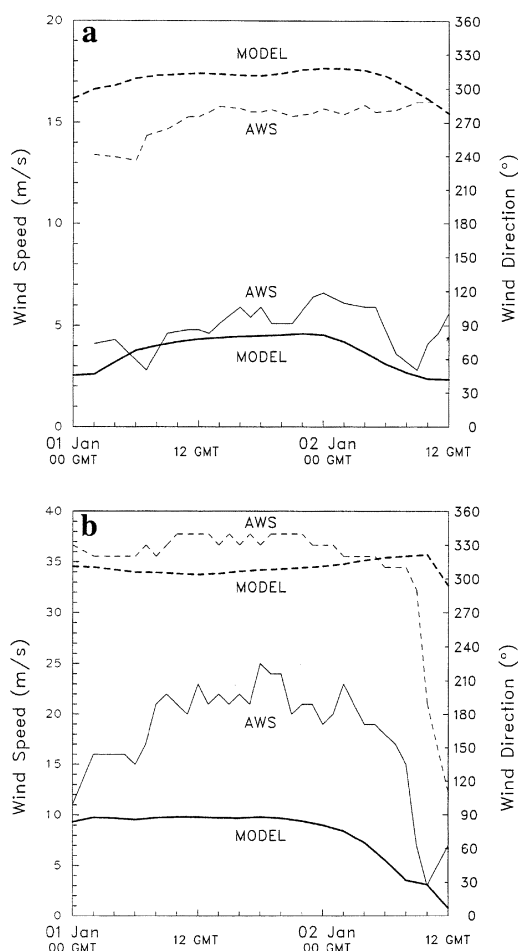 a
20
15
10
5
0
Wind Speed (m/s)
360
330
300
270
240
210
180
150
120
90
60
30
0
Wind Direction (°)
MODEL
AWS
AWS
MODEL
01 Jan
00 GMT
12 GMT
02 Jan
00 GMT
12 GMT
b
40
35
30
25
20
15
10
5
0
Wind Speed (m/s)
360
330
300
270
240
210
180
150
120
90
60
30
0
Wind Direction (°)
AWS
MODEL
AWS
MODEL
01 Jan
00 GMT
12 GMT
02 Jan
00 GMT
12 GMT